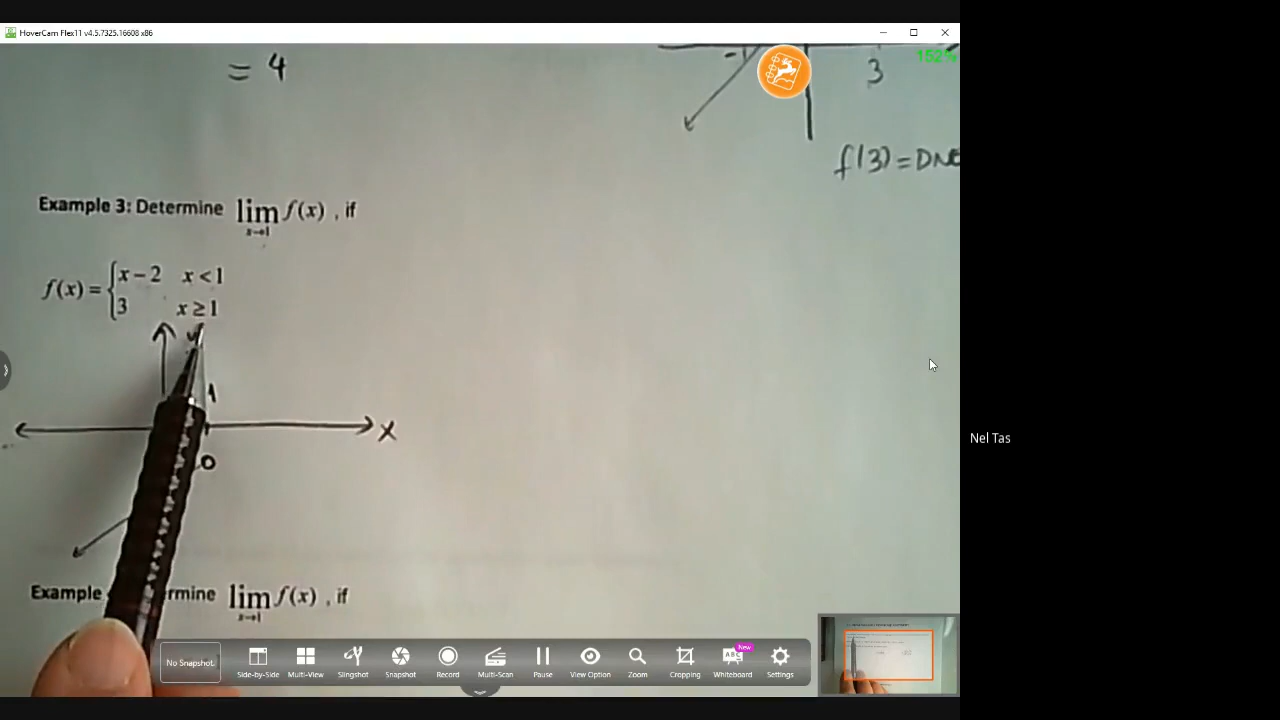 HoverCam Flex11 v4.5.7325.16608 x86
152%
= 4
-1
3
f(3) = DNE
Example 3: Determine lim f(x) , if
x→1
f(x) = { x − 2 x < 1
3 x ≥ 1
y
1
X
Nel Tas
Example rmine lim f(x) , if
x→1
No Snapshot
Side-by-Side Multi-View Slingshot Snapshot Record Multi-Scan Pause View Option Zoom Cropping Whiteboard Settings
ABC
New